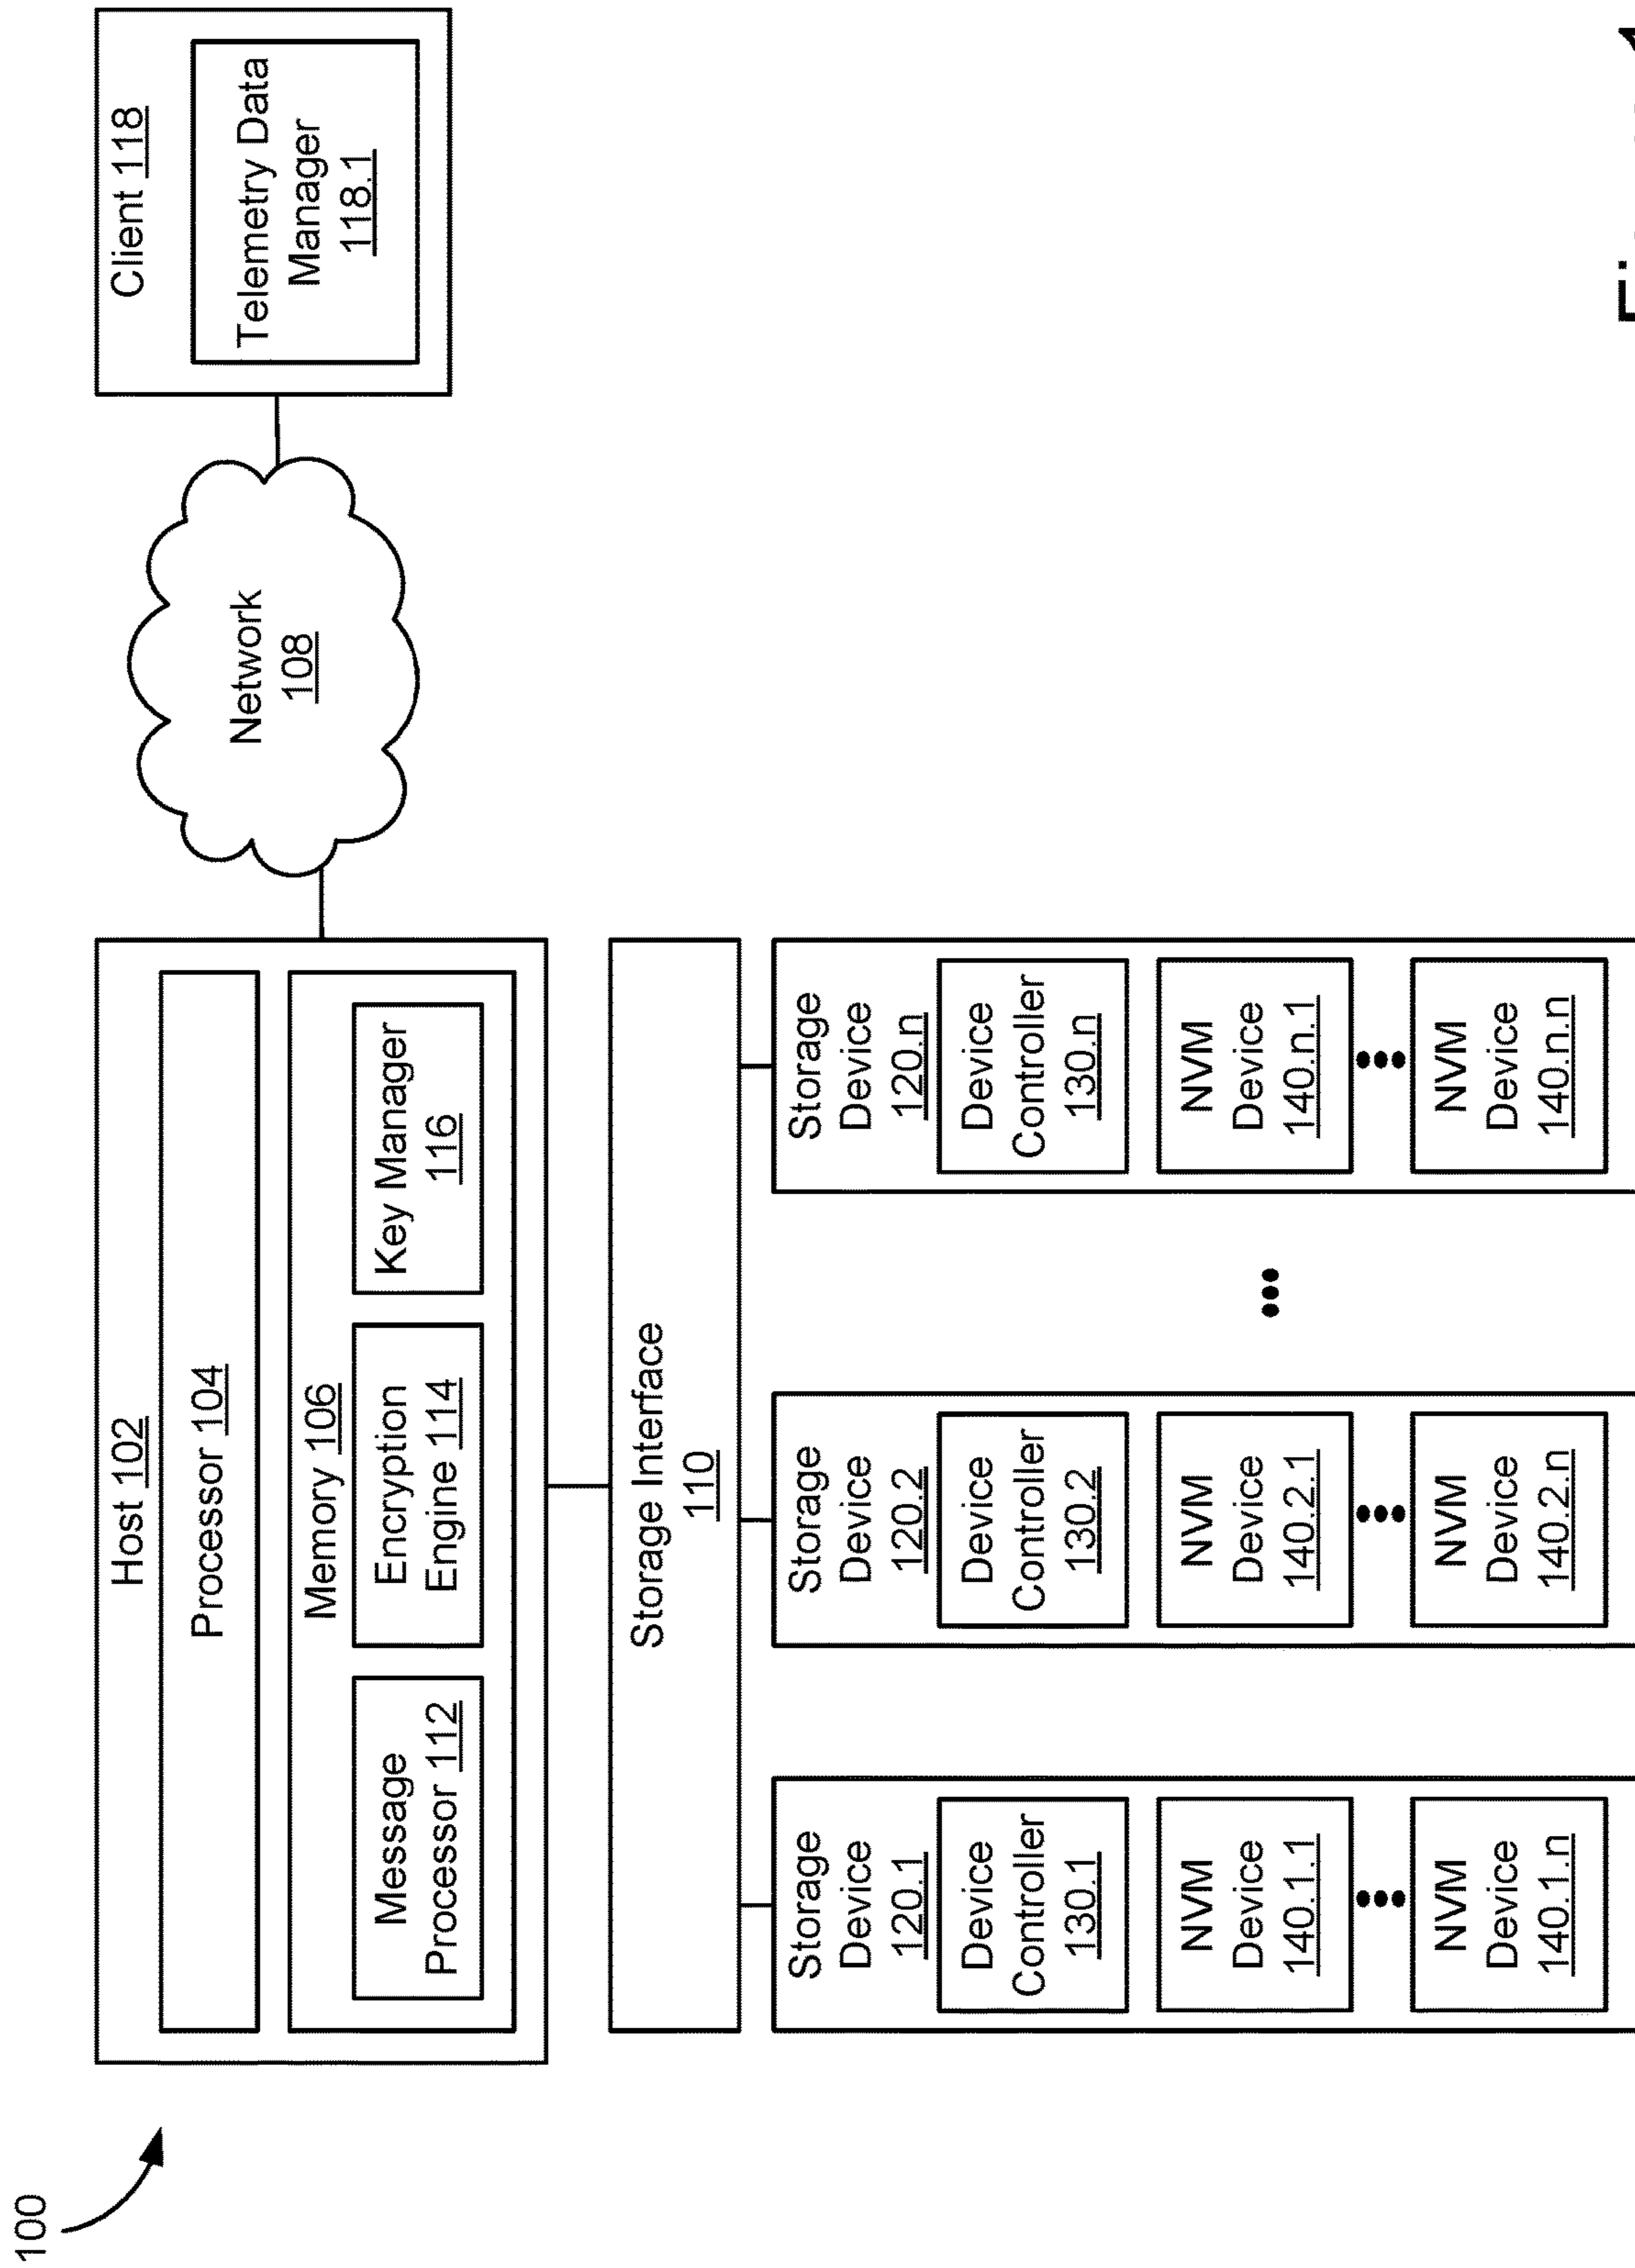 100
Host 102
Processor 104
Memory 106
Message
Processor 112
Encryption
Engine 114
Key Manager
116
Network
108
Client 118
Telemetry Data
Manager
118.1
Storage Interface
110
Storage
Device
120.1
Device
Controller
130.1
NVM
Device
140.1.1
NVM
Device
140.1.n
Storage
Device
120.2
Device
Controller
130.2
NVM
Device
140.2.1
NVM
Device
140.2.n
Storage
Device
120.n
Device
Controller
130.n
NVM
Device
140.n.1
NVM
Device
140.n.n